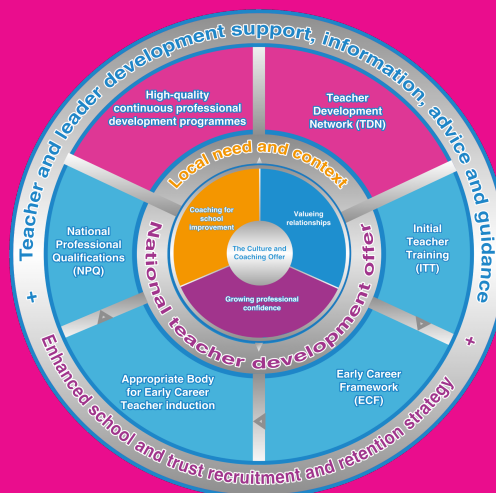 Teacher and leader development support, information, advice and guidance
+
+
Enhanced school and trust recruitment and retention strategy
High-quality
continuous professional
development programmes
Teacher
Development
Network (TDN)
National
Professional
Qualifications
(NPQ)
Initial
Teacher
Training
(ITT)
Appropriate Body
for Early Career
Teacher induction
Early Career
Framework
(ECF)
Local need and context
National teacher development offer
Coaching for
school
improvement
Valueing
relationships
The Culture and
Coaching Offer
Growing professional
confidence